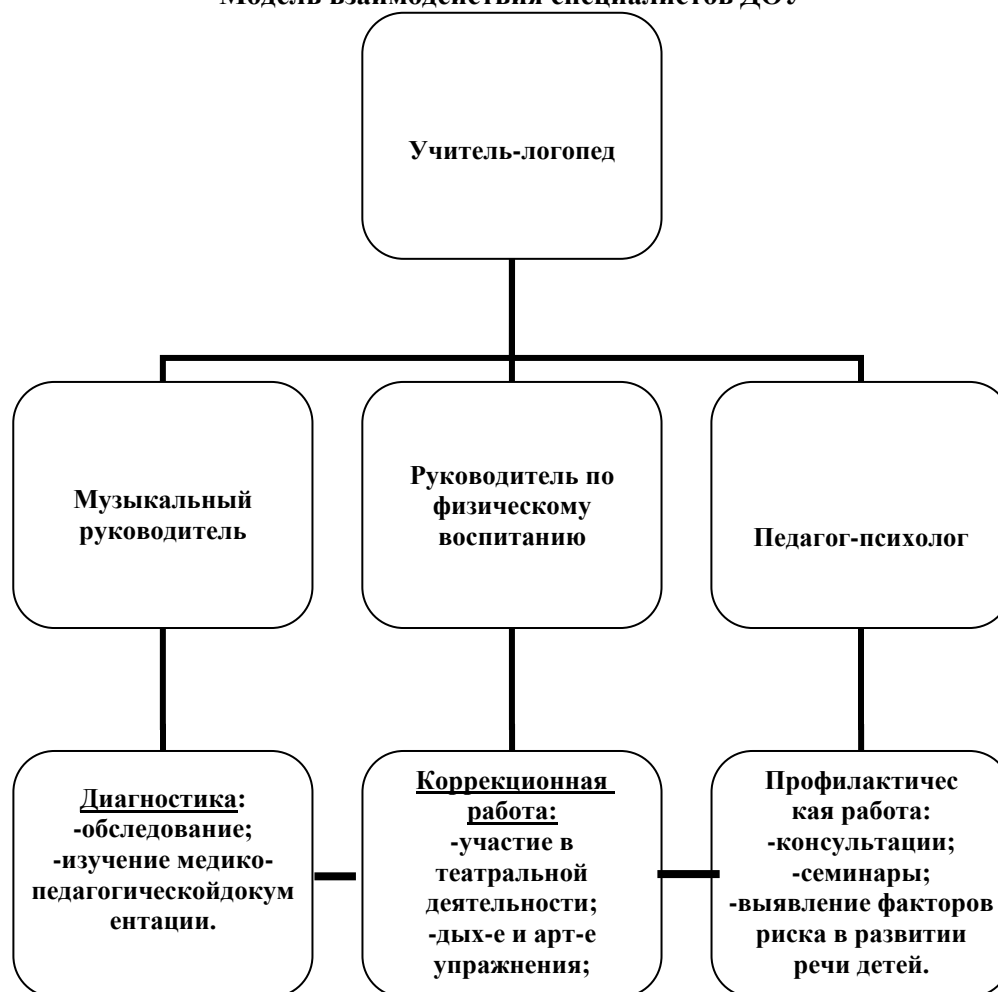 Модель взаимодействия специалистов ДОУ
Учитель-логопед
Музыкальный
руководитель
Руководитель по
физическому
воспитанию
Педагог-психолог
Диагностика:
-обследование;
-изучение медико-
педагогическойдокум
ентации.
Коррекционная
работа:
-участие в
театральной
деятельности;
-дых-е и арт-е
упражнения;
Профилактичес
кая работа:
-консультации;
-семинары;
-выявление факторов
риска в развитии
речи детей.